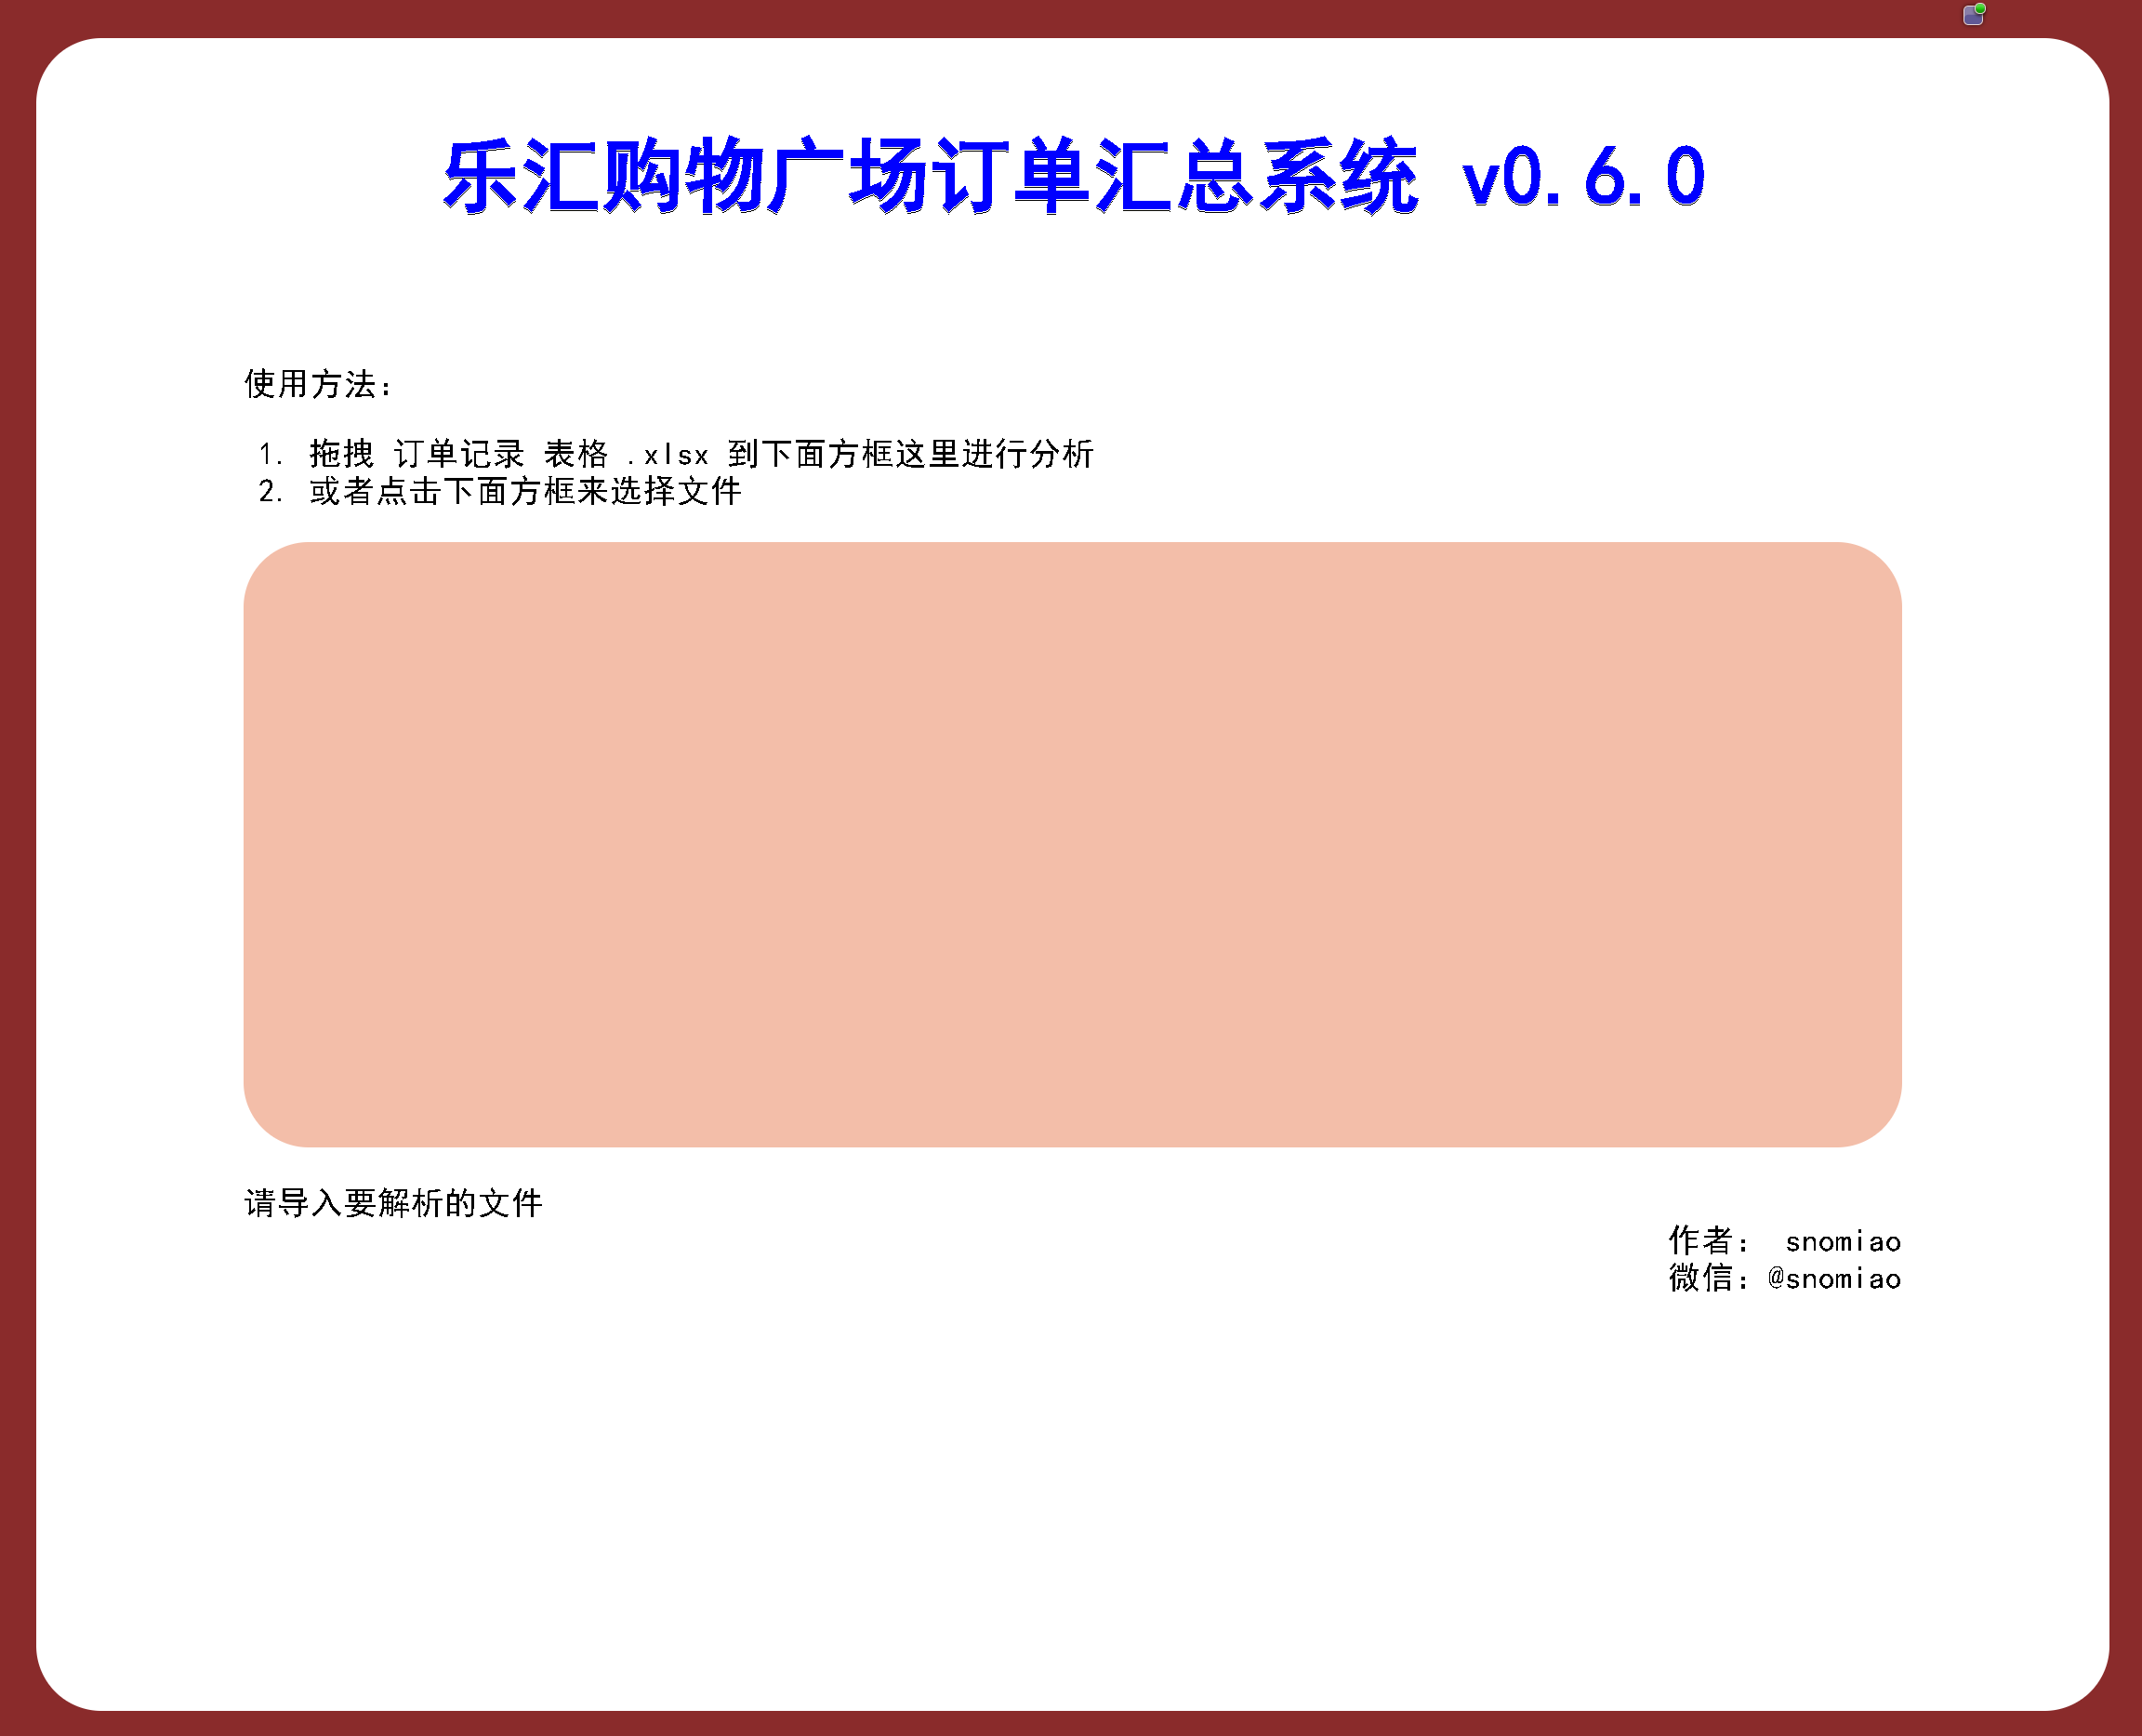 乐汇购物广场订单汇总系统 v0.6.0
使用方法：
1. 拖拽 订单记录 表格 .xlsx 到下面方框这里进行分析
2. 或者点击下面方框来选择文件
请导入要解析的文件
作者： snomiao
微信：@snomiao